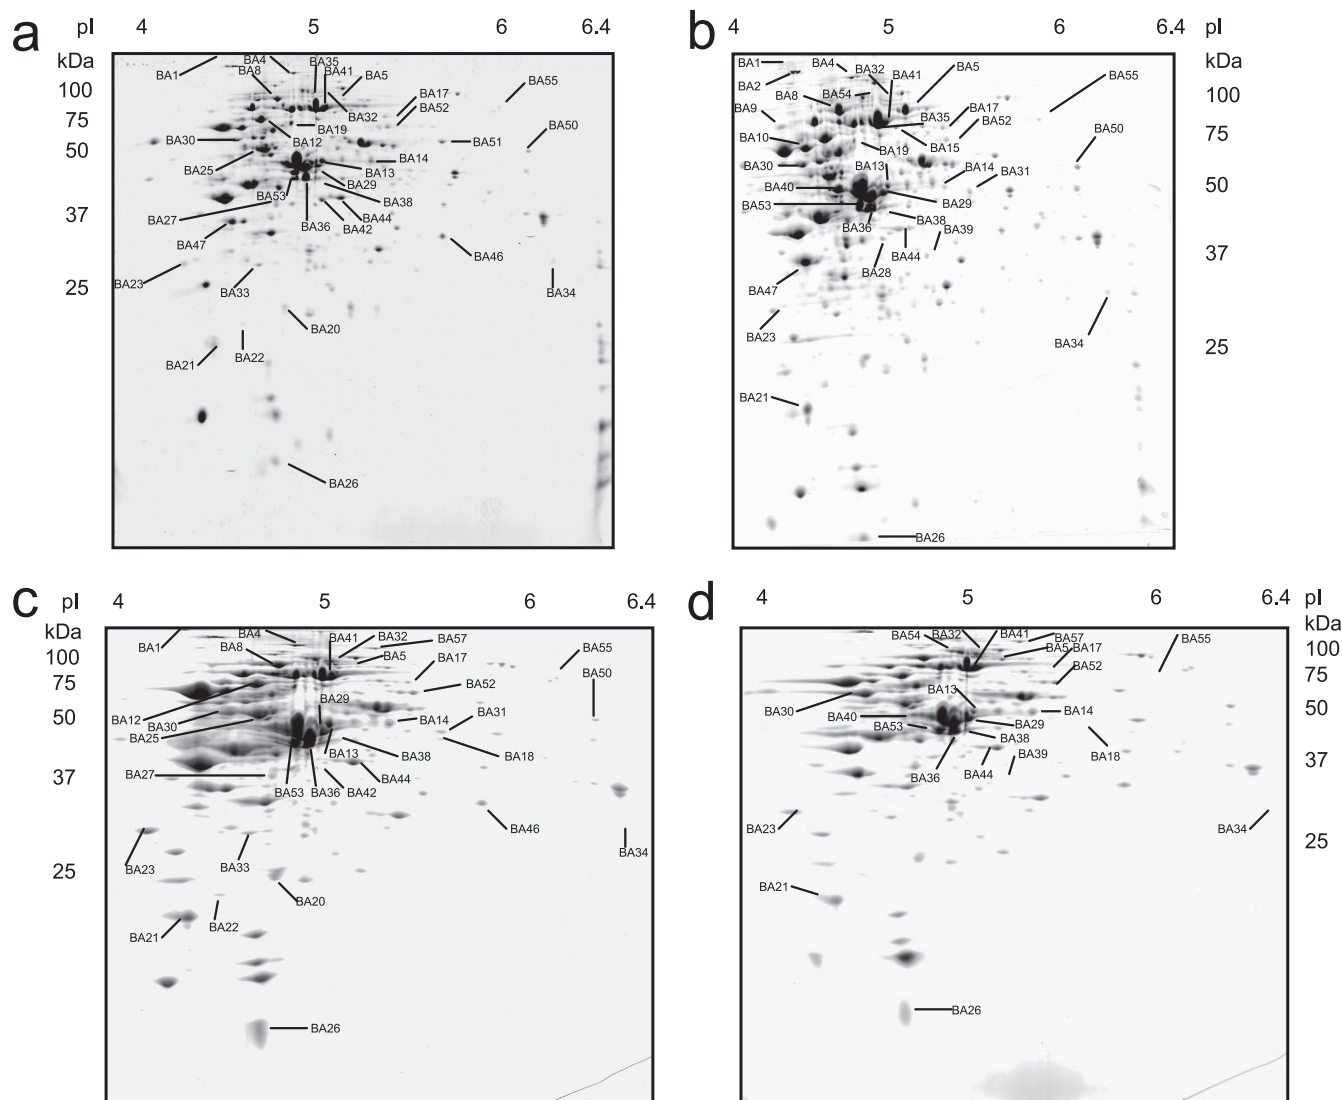 a pI 4 5 6 6.4
kDa
100
75
50
37
25
BA1
BA4
BA8
BA35
BA41
BA5
BA55
BA17
BA52
BA32
BA19
BA12
BA30
BA51
BA50
BA25
BA14
BA13
BA29
BA53
BA38
BA27
BA36
BA44
BA42
BA47
BA46
BA23
BA33
BA34
BA20
BA22
BA21
BA26
b 4 5 6 6.4 pI
kDa
100
75
50
37
25
BA1
BA4
BA32
BA41
BA5
BA55
BA2
BA8
BA54
BA9
BA17
BA35
BA52
BA10
BA19
BA15
BA50
BA30
BA13
BA14
BA31
BA40
BA53
BA29
BA36
BA38
BA39
BA44
BA28
BA47
BA23
BA34
BA21
BA26
c pI 4 5 6 6.4
kDa
100
75
50
37
25
BA1
BA4
BA8
BA41
BA32
BA57
BA5
BA17
BA55
BA50
BA52
BA29
BA12
BA30
BA25
BA14
BA31
BA13
BA38
BA18
BA27
BA53
BA36
BA42
BA44
BA46
BA23
BA33
BA34
BA20
BA22
BA21
BA26
d 4 5 6 6.4 pI
kDa
100
75
50
37
25
BA54
BA32
BA41
BA57
BA5
BA17
BA55
BA52
BA13
BA30
BA40
BA53
BA14
BA29
BA38
BA39
BA18
BA36
BA44
BA23
BA34
BA21
BA26